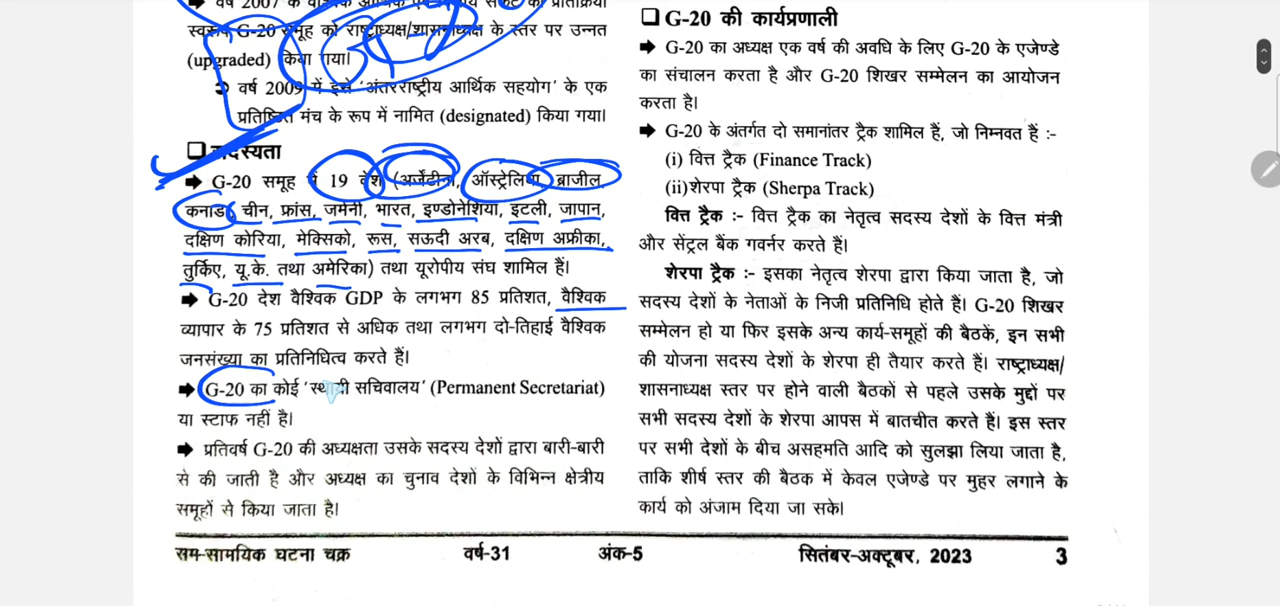 वर्ष 2007 के
स्वरूप G-20 समूह को राष्ट्राध्यक्ष/शासनाध्यक्ष के स्तर पर उन्नत
(upgraded) किया गया।
वर्ष 2009 में इसे 'अंतरराष्ट्रीय आर्थिक सहयोग' के एक
प्रतिष्ठित मंच के रूप में नामित (designated) किया गया।
सदस्यता
G-20 समूह में 19 देश (अर्जेंटीना, ऑस्ट्रेलिया, ब्राजील,
कनाडा, चीन, फ्रांस, जर्मनी, भारत, इण्डोनेशिया, इटली, जापान,
दक्षिण कोरिया, मेक्सिको, रूस, सऊदी अरब, दक्षिण अफ्रीका,
तुर्किए, यू.के. तथा अमेरिका) तथा यूरोपीय संघ शामिल हैं।
G-20 देश वैश्विक GDP के लगभग 85 प्रतिशत, वैश्विक
व्यापार के 75 प्रतिशत से अधिक तथा लगभग दो-तिहाई वैश्विक
जनसंख्या का प्रतिनिधित्व करते हैं।
G-20 का कोई 'स्थायी सचिवालय' (Permanent Secretariat)
या स्टाफ नहीं है।
प्रतिवर्ष G-20 की अध्यक्षता उसके सदस्य देशों द्वारा बारी-बारी
से की जाती है और अध्यक्ष का चुनाव देशों के विभिन्न क्षेत्रीय
समूहों से किया जाता है।
G-20 की कार्यप्रणाली
G-20 का अध्यक्ष एक वर्ष की अवधि के लिए G-20 के एजेण्डे
का संचालन करता है और G-20 शिखर सम्मेलन का आयोजन
करता है।
G-20 के अंतर्गत दो समानांतर ट्रैक शामिल हैं, जो निम्नवत हैं :-
(i) वित्त ट्रैक (Finance Track)
(ii) शेरपा ट्रैक (Sherpa Track)
वित्त ट्रैक :- वित्त ट्रैक का नेतृत्व सदस्य देशों के वित्त मंत्री
और सेंट्रल बैंक गवर्नर करते हैं।
शेरपा ट्रैक :- इसका नेतृत्व शेरपा द्वारा किया जाता है, जो
सदस्य देशों के नेताओं के निजी प्रतिनिधि होते हैं। G-20 शिखर
सम्मेलन हो या फिर इसके अन्य कार्य-समूहों की बैठकें, इन सभी
की योजना सदस्य देशों के शेरपा ही तैयार करते हैं। राष्ट्राध्यक्ष/
शासनाध्यक्ष स्तर पर होने वाली बैठकों से पहले उसके मुद्दों पर
सभी सदस्य देशों के शेरपा आपस में बातचीत करते हैं। इस स्तर
पर सभी देशों के बीच असहमति आदि को सुलझा लिया जाता है,
ताकि शीर्ष स्तर की बैठक में केवल एजेण्डे पर मुहर लगाने के
कार्य को अंजाम दिया जा सके।
सम-सामयिक घटना चक्र वर्ष-31 अंक-5 सितंबर-अक्टूबर, 2023 3